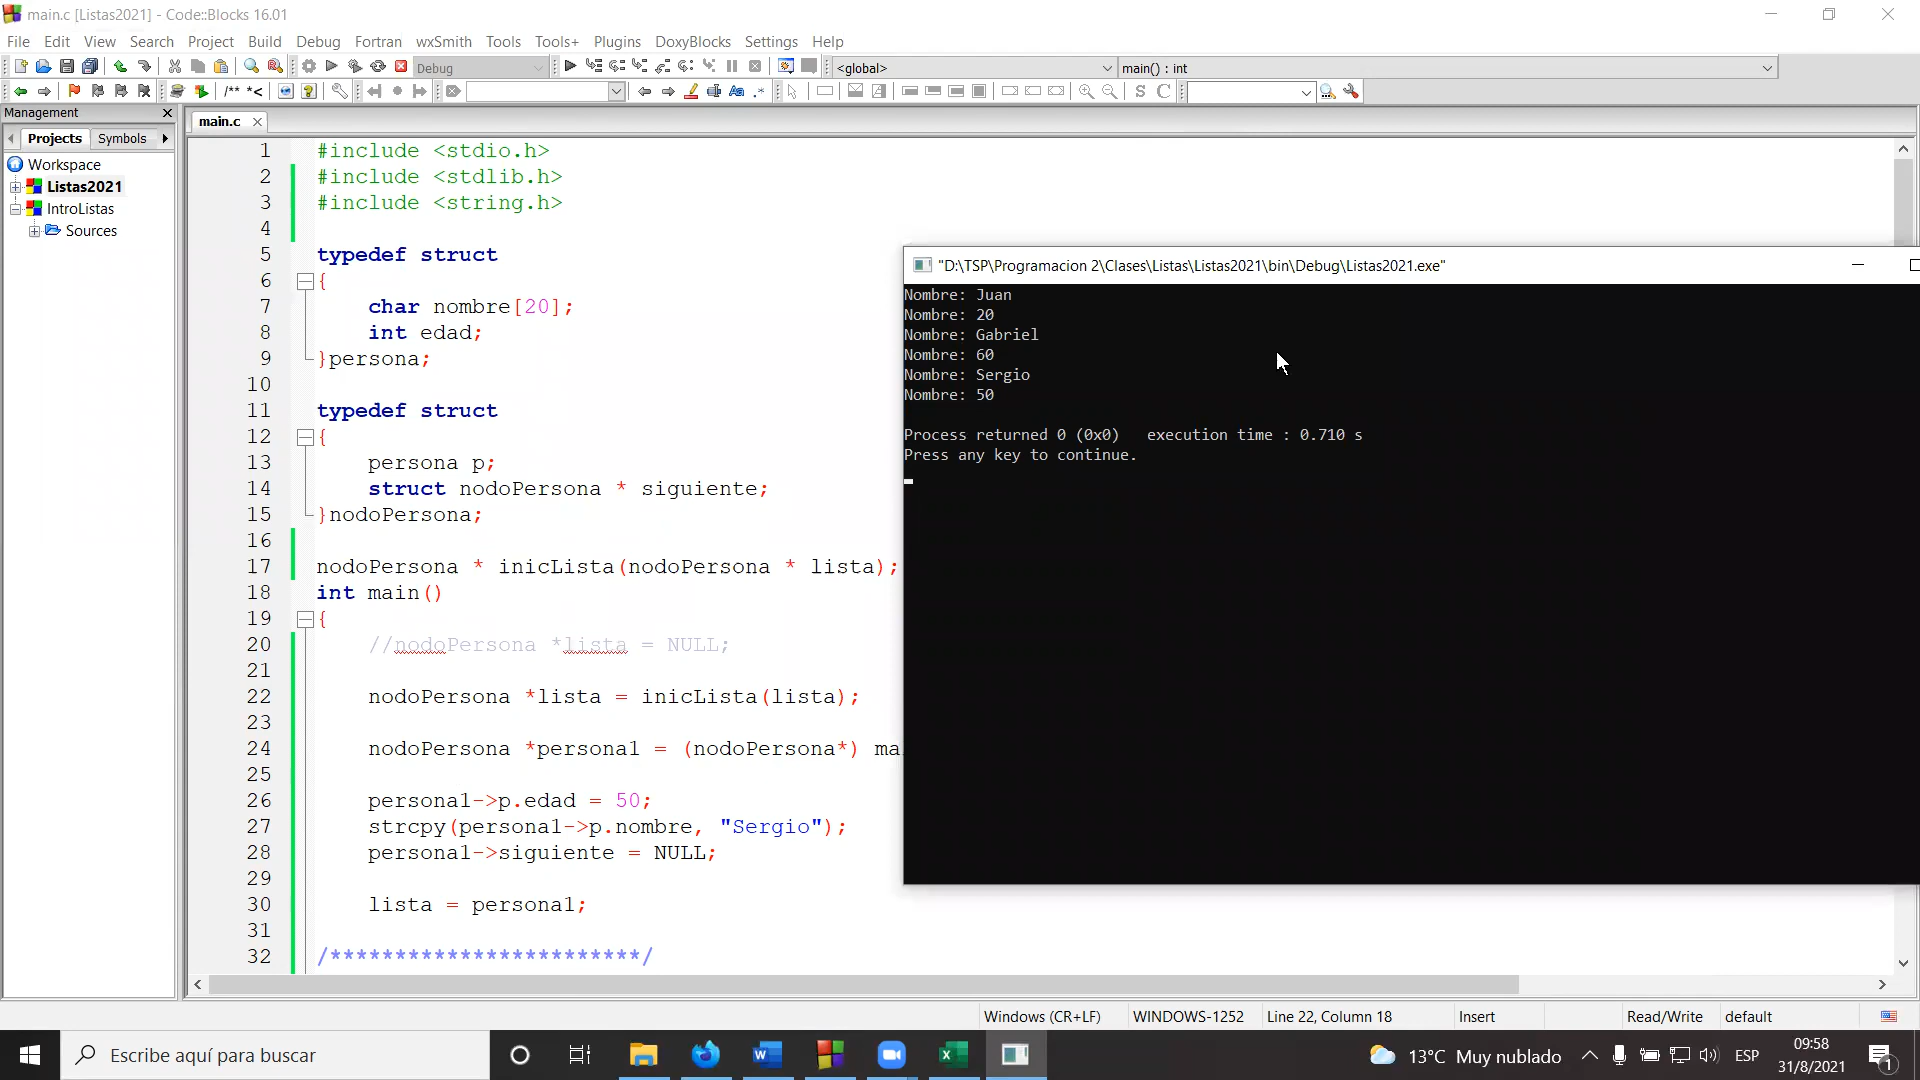 main.c [Listas2021] - Code::Blocks 16.01
File Edit View Search Project Build Debug Fortran wxSmith Tools Tools+ Plugins DoxyBlocks Settings Help
Debug
<global>
main() : int
/** *<
Aa .*
S C
Management
Projects Symbols
Workspace
Listas2021
IntroListas
Sources
main.c
1 #include <stdio.h>
2 #include <stdlib.h>
3 #include <string.h>
4
5 typedef struct
6 {
7 char nombre[20];
8 int edad;
9 }persona;
10
11 typedef struct
12 {
13 persona p;
14 struct nodoPersona * siguiente;
15 }nodoPersona;
16
17 nodoPersona * inicLista(nodoPersona * lista);
18 int main()
19 {
20 //nodoPersona *lista = NULL;
21
22 nodoPersona *lista = inicLista(lista);
23
24 nodoPersona *persona1 = (nodoPersona*) ma
25
26 persona1->p.edad = 50;
27 strcpy(persona1->p.nombre, "Sergio");
28 persona1->siguiente = NULL;
29
30 lista = persona1;
31
32 /************************/
"D:\TSP\Programacion 2\Clases\Listas\Listas2021\bin\Debug\Listas2021.exe"
Nombre: Juan
Nombre: 20
Nombre: Gabriel
Nombre: 60
Nombre: Sergio
Nombre: 50
Process returned 0 (0x0) execution time : 0.710 s
Press any key to continue.
Windows (CR+LF) WINDOWS-1252 Line 22, Column 18 Insert Read/Write default
Escribe aquí para buscar
13°C Muy nublado
ESP
09:58
31/8/2021
1